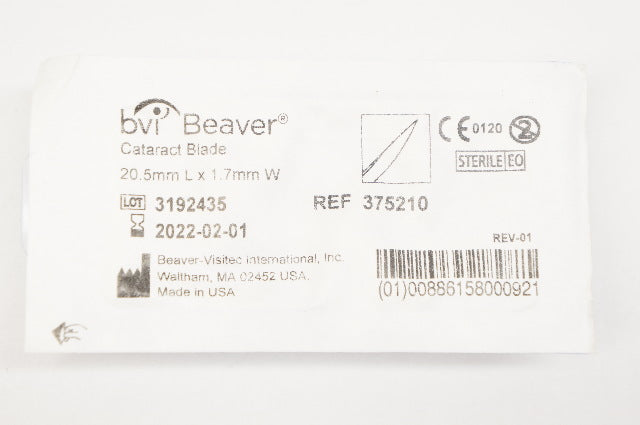 bvi Beaver®
Cataract Blade
20.5mm L x 1.7mm W
LOT 3192435
REF 375210
2022-02-01
CE 0120
2
STERILE EO
Beaver-Visitec International, Inc.
Waltham, MA 02452 USA.
Made in USA
REV-01
(01)00886158000921